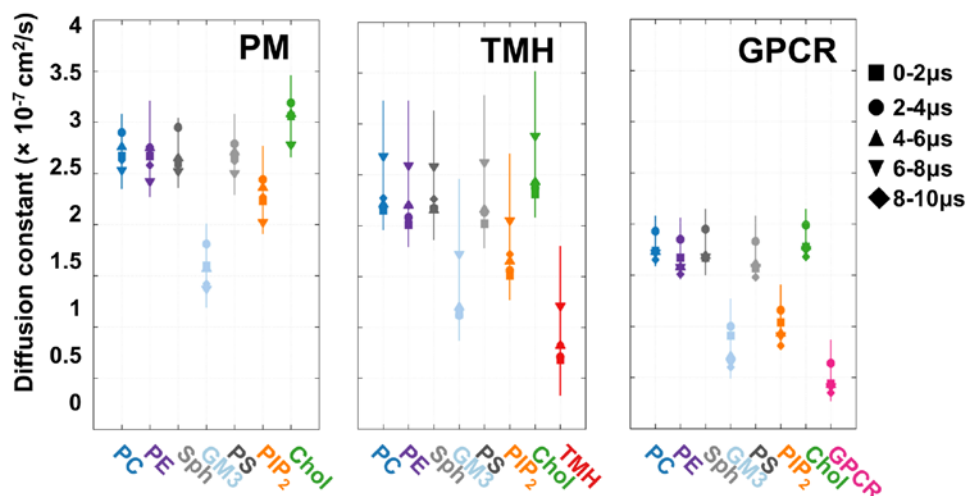 Diffusion constant (× 10⁻⁷ cm²/s)
4
3.5
3
2.5
2
1.5
1
0.5
0
PM
TMH
GPCR
0-2µs
2-4µs
4-6µs
6-8µs
8-10µs
PC
PE
Sph
GM3
PS
PIP₂
Chol
PC
PE
Sph
GM3
PS
PIP₂
Chol
TMH
PC
PE
Sph
GM3
PS
PIP₂
Chol
GPCR